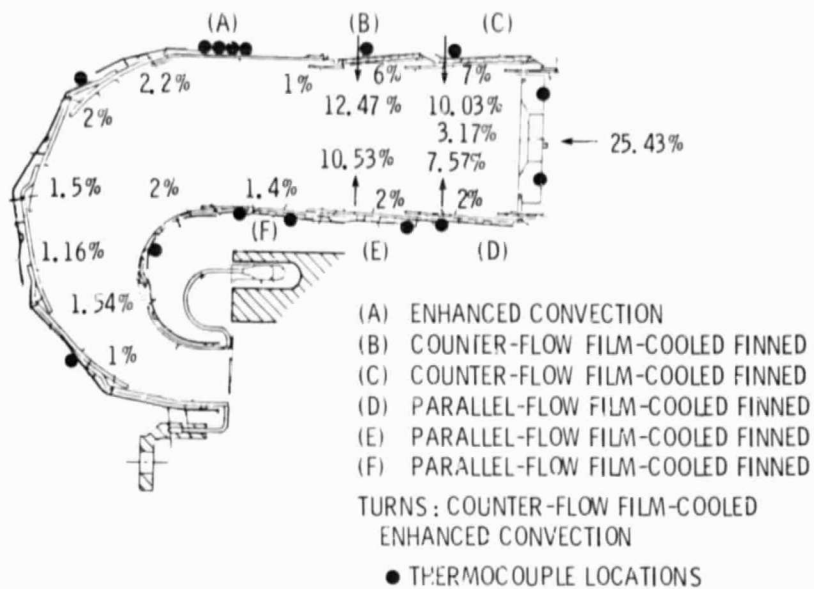 (A) (B) (C)
2.2% 1% 6% 7%
2% 12.47% 10.03%
3.17% 25.43%
10.53% 7.57%
1.5% 2% 1.4% 2% 2%
(F) (E) (D)
1.16%
1.54%
1%
(A) ENHANCED CONVECTION
(B) COUNTER-FLOW FILM-COOLED FINNED
(C) COUNTER-FLOW FILM-COOLED FINNED
(D) PARALLEL-FLOW FILM-COOLED FINNED
(E) PARALLEL-FLOW FILM-COOLED FINNED
(F) PARALLEL-FLOW FILM-COOLED FINNED
TURNS: COUNTER-FLOW FILM-COOLED
ENHANCED CONVECTION
● THERMOCOUPLE LOCATIONS